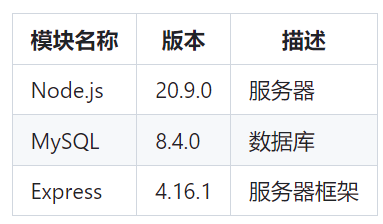 模块名称 版本 描述
Node.js 20.9.0 服务器
MySQL 8.4.0 数据库
Express 4.16.1 服务器框架